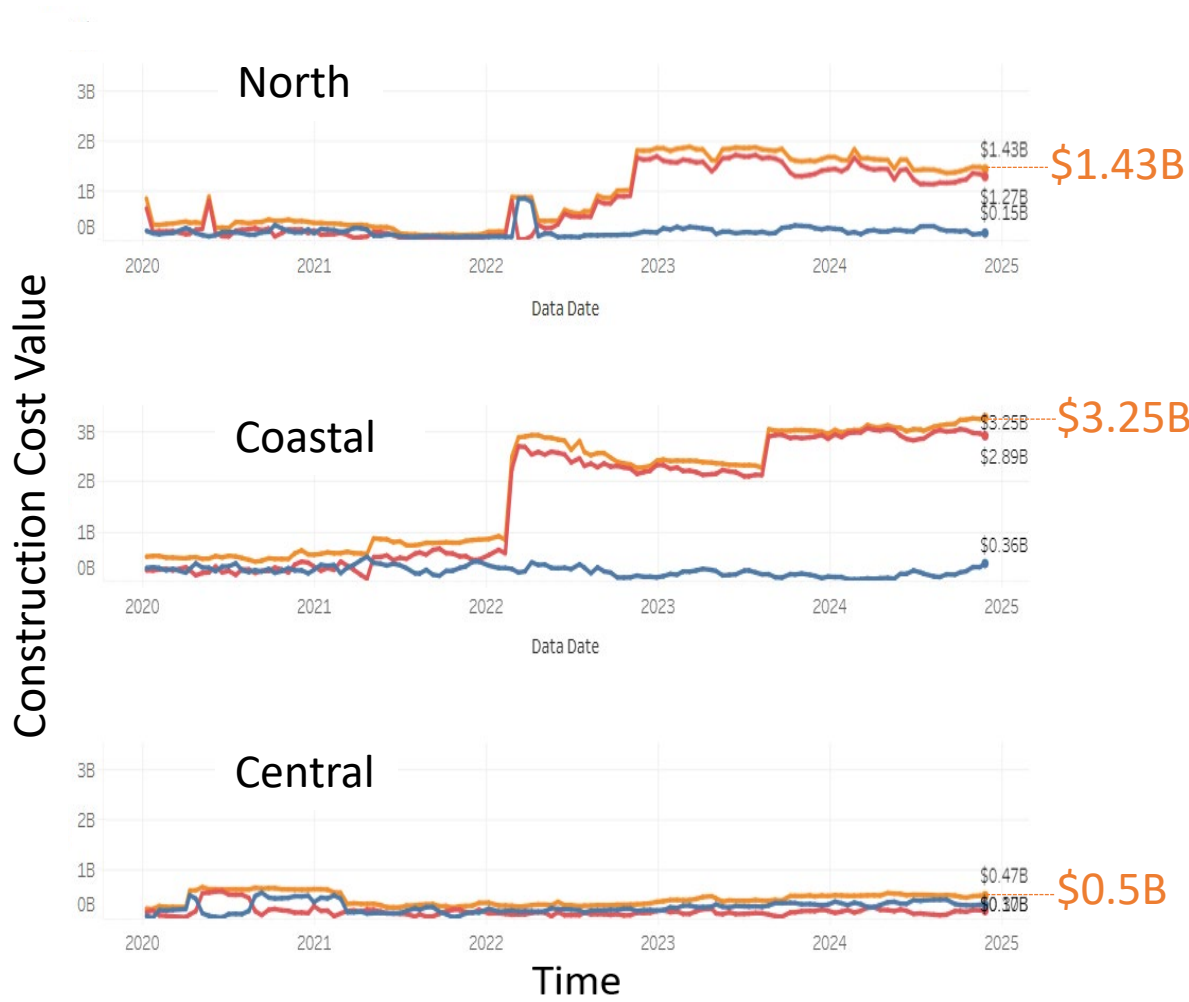 North
3B
2B
1B
0B
$1.43B
$1.27B
$0.15B
$1.43B
2020 2021 2022 2023 2024 2025
Data Date
Construction Cost Value
Coastal
3B
2B
1B
0B
$3.25B
$2.89B
$0.36B
$3.25B
2020 2021 2022 2023 2024 2025
Data Date
Central
3B
2B
1B
0B
$0.47B
$0.5B
2020 2021 2022 2023 2024 2025
Time